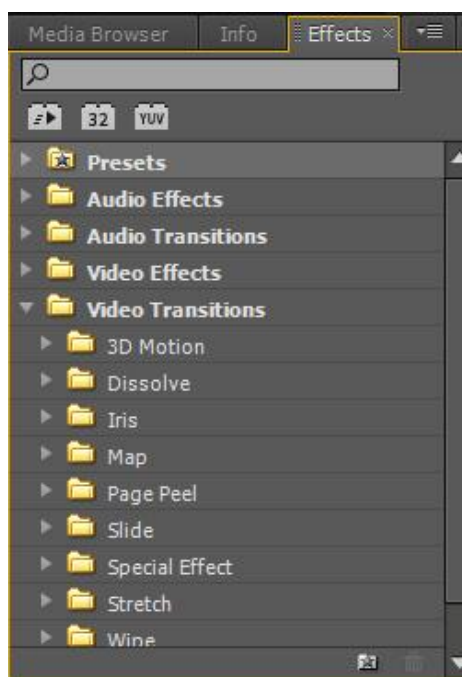 Media Browser Info Effects ×
32 YUV
Presets
Audio Effects
Audio Transitions
Video Effects
Video Transitions
3D Motion
Dissolve
Iris
Map
Page Peel
Slide
Special Effect
Stretch
Wipe